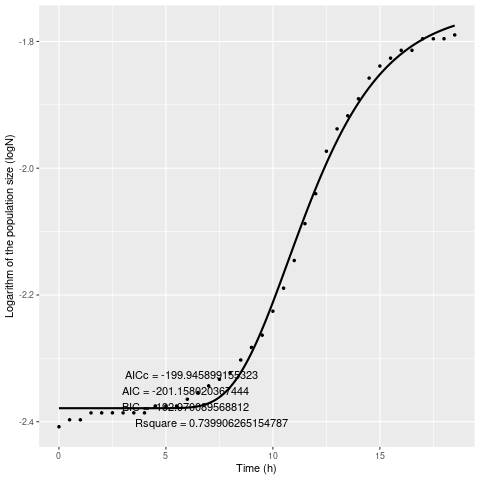 -1.8
-2.0
-2.2
-2.4
Logarithm of the population size (logN)
AICc = -199.945899155323
AIC = -201.158020367444
Rsquare = 0.739906265154787
0 5 10 15
Time (h)